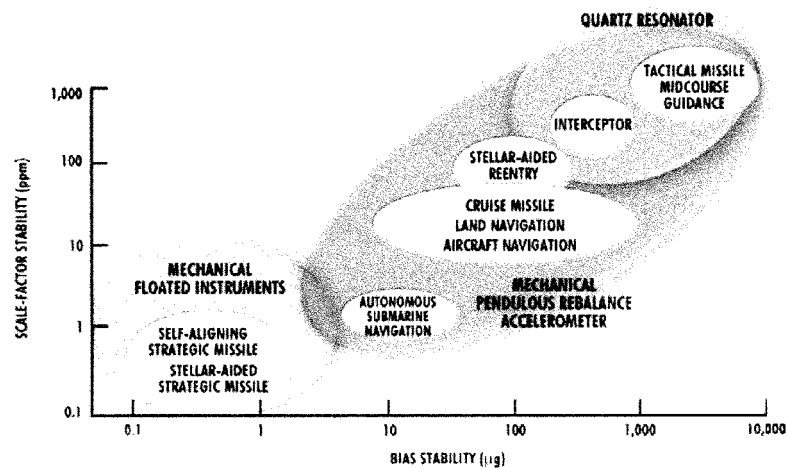 QUARTZ RESONATOR
TACTICAL MISSILE
MIDCOURSE
GUIDANCE
INTERCEPTOR
STELLAR-AIDED
REENTRY
CRUISE MISSILE
LAND NAVIGATION
AIRCRAFT NAVIGATION
MECHANICAL
FLOATED INSTRUMENTS
MECHANICAL
PENDULOUS REBALANCE
ACCELEROMETER
AUTONOMOUS
SUBMARINE
NAVIGATION
SELF-ALIGNING
STRATEGIC MISSILE
STELLAR-AIDED
STRATEGIC MISSILE
SCALE-FACTOR STABILITY (ppm)
1,000
100
10
1
0.1
0.1 1 10 100 1,000 10,000
BIAS STABILITY (µg)